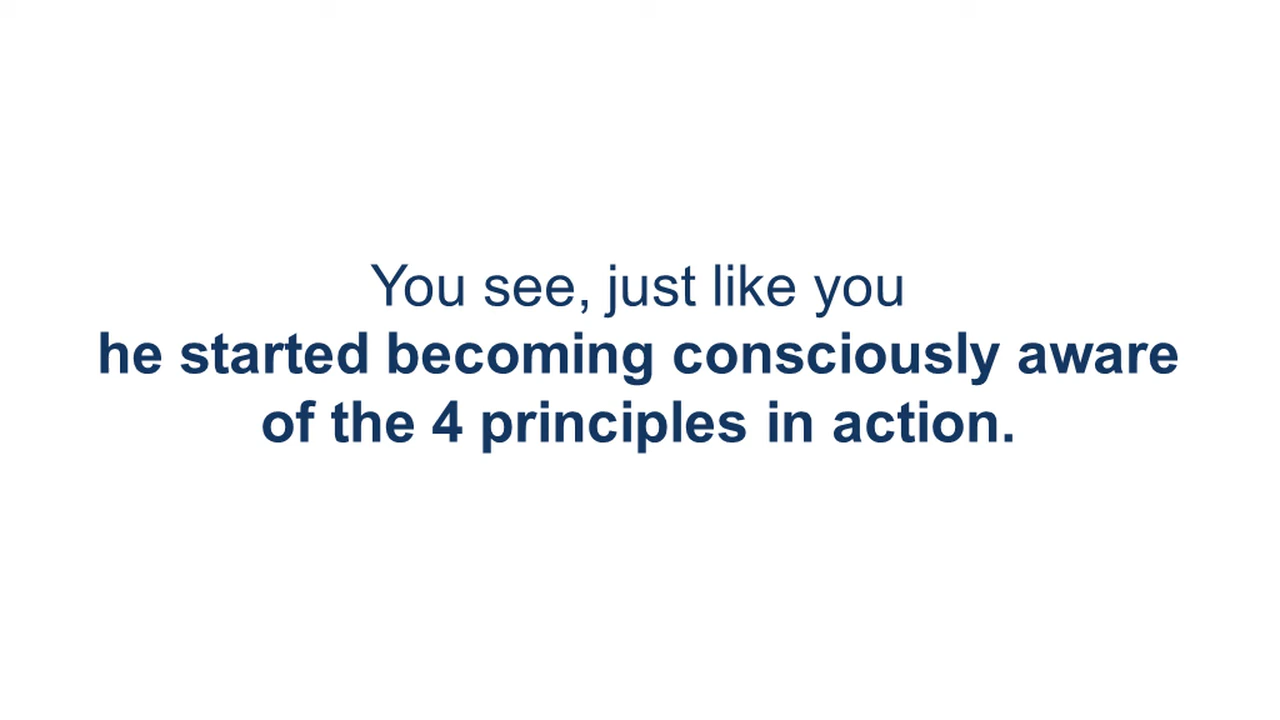 You see, just like you
he started becoming consciously aware
of the 4 principles in action.